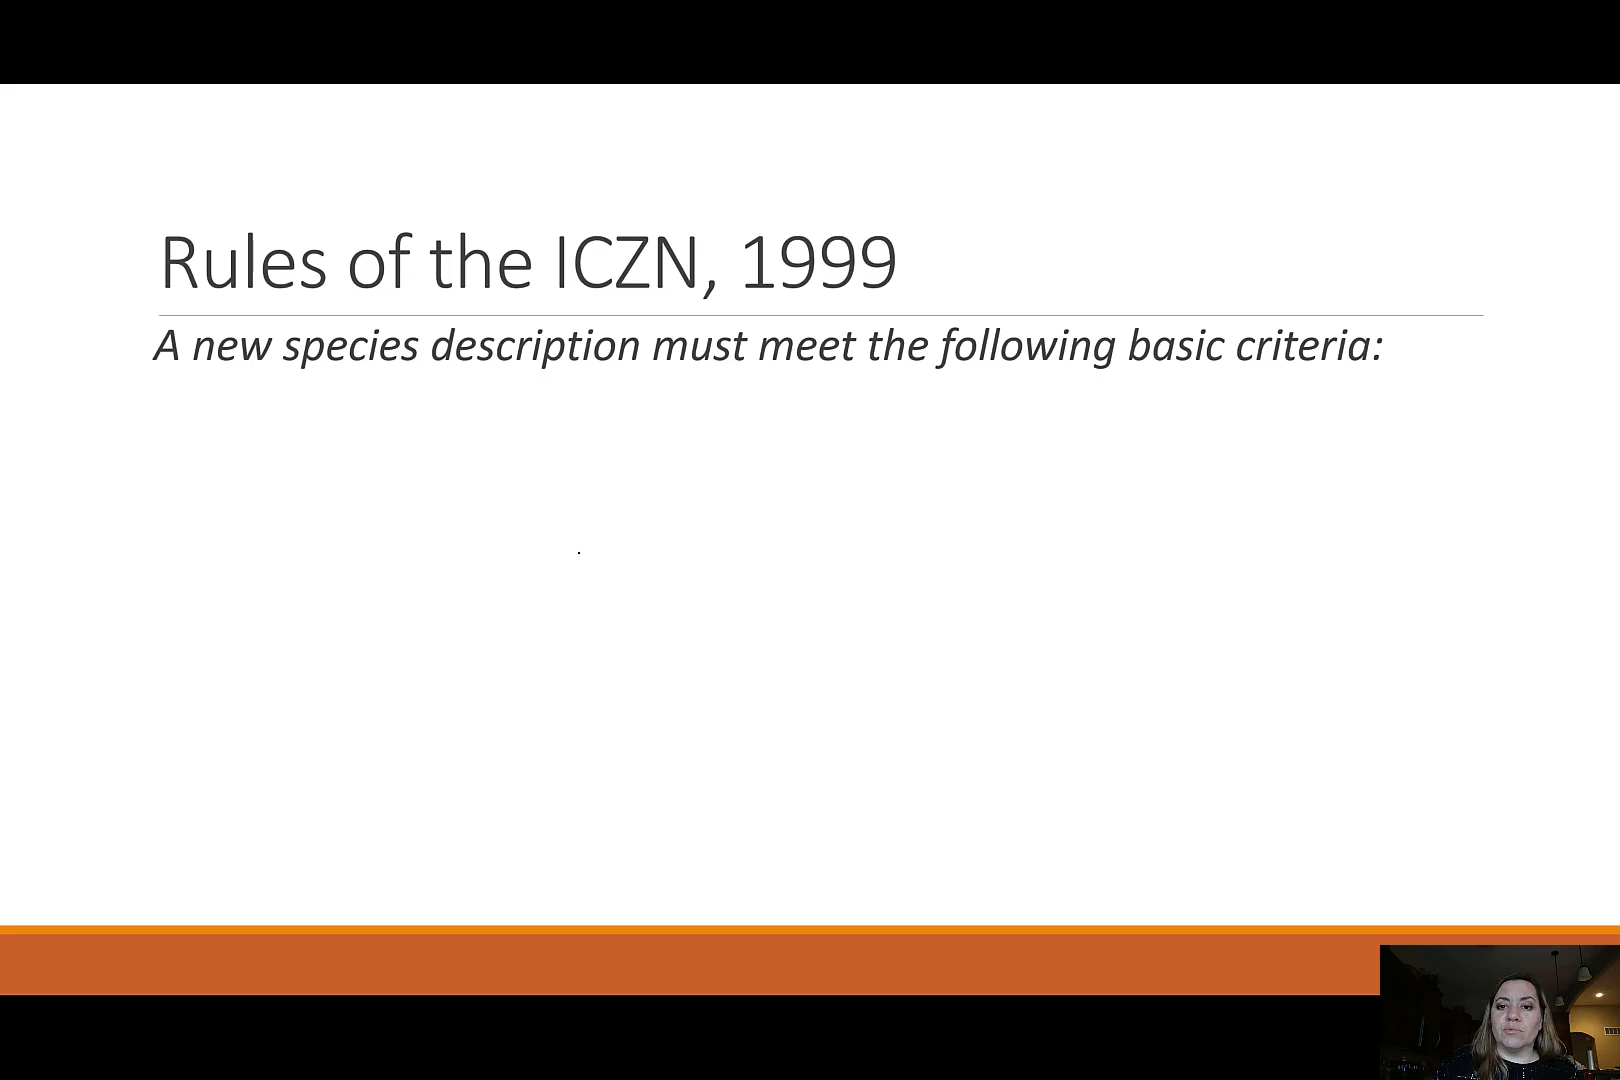 Rules of the ICZN, 1999
A new species description must meet the following basic criteria:
.